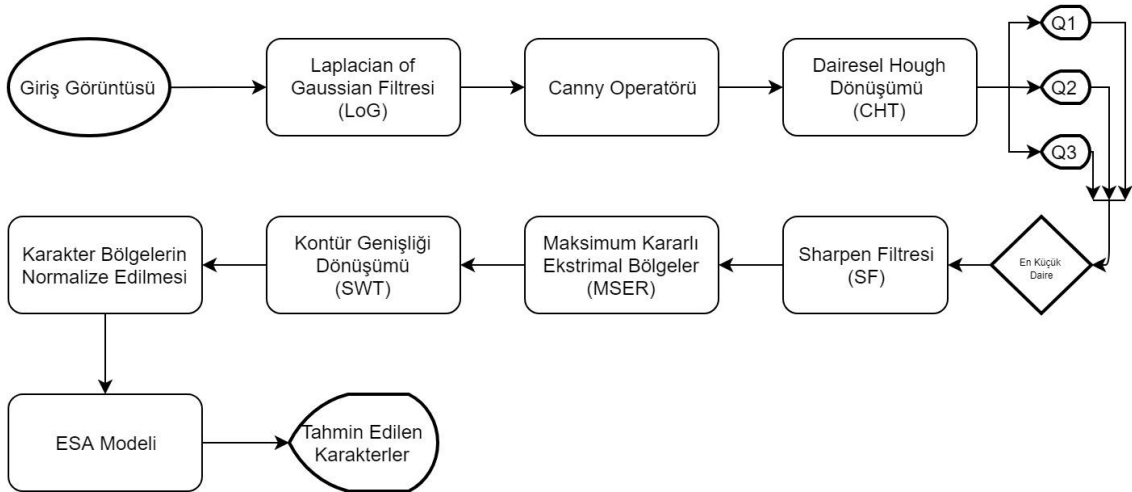 Giriş Görüntüsü
Laplacian of
Gaussian Filtresi
(LoG)
Canny Operatörü
Dairesel Hough
Dönüşümü
(CHT)
Q1
Q2
Q3
En Küçük
Daire
Sharpen Filtresi
(SF)
Maksimum Kararlı
Ekstrimal Bölgeler
(MSER)
Kontür Genişliği
Dönüşümü
(SWT)
Karakter Bölgelerin
Normalize Edilmesi
ESA Modeli
Tahmin Edilen
Karakterler